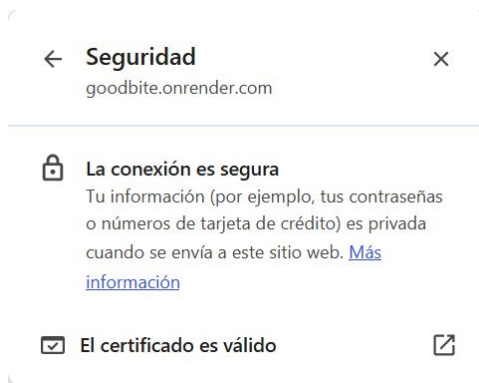 Seguridad
goodbite.onrender.com
La conexión es segura
Tu información (por ejemplo, tus contraseñas
o números de tarjeta de crédito) es privada
cuando se envía a este sitio web. Más
información
El certificado es válido